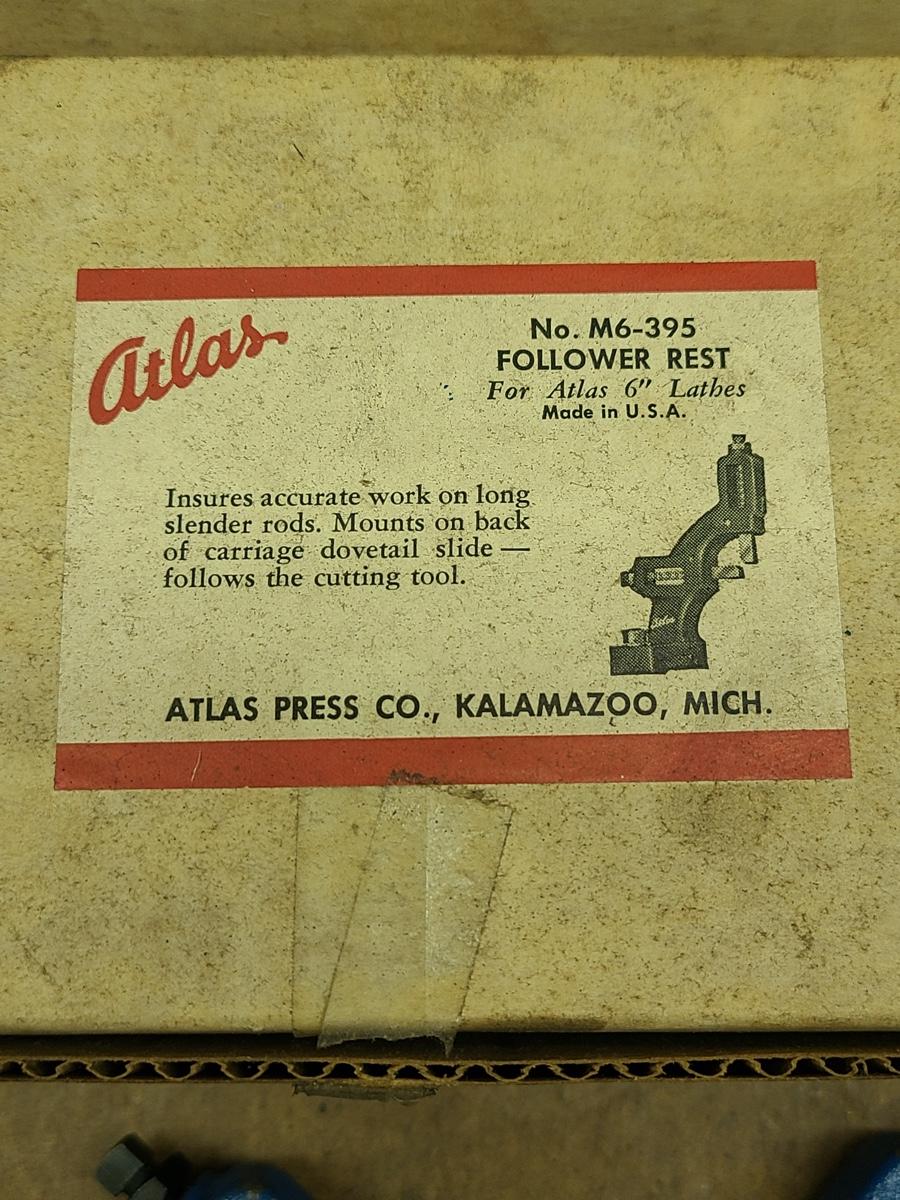 Atlas
No. M6-395
FOLLOWER REST
For Atlas 6" Lathes
Made in U.S.A.
Insures accurate work on long
slender rods. Mounts on back
of carriage dovetail slide —
follows the cutting tool.
Atlas
ATLAS PRESS CO., KALAMAZOO, MICH.